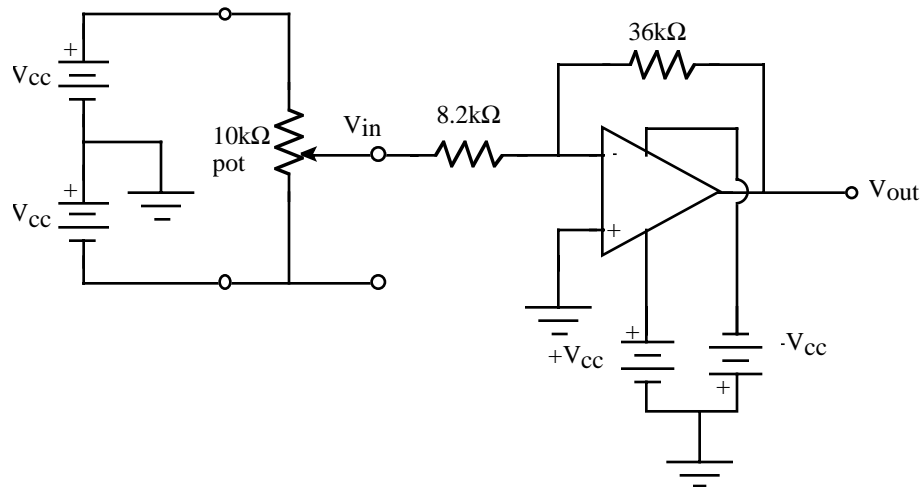 36kΩ
+
Vcc
8.2kΩ
10kΩ
pot
Vin
-
+
Vcc
Vout
+
+Vcc
+
-Vcc
+